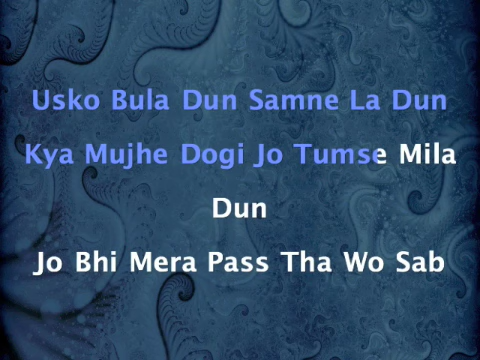 Usko Bula Dun Samne La Dun
Kya Mujhe Dogi Jo Tumse Mila
Dun
Jo Bhi Mera Pass Tha Wo Sab